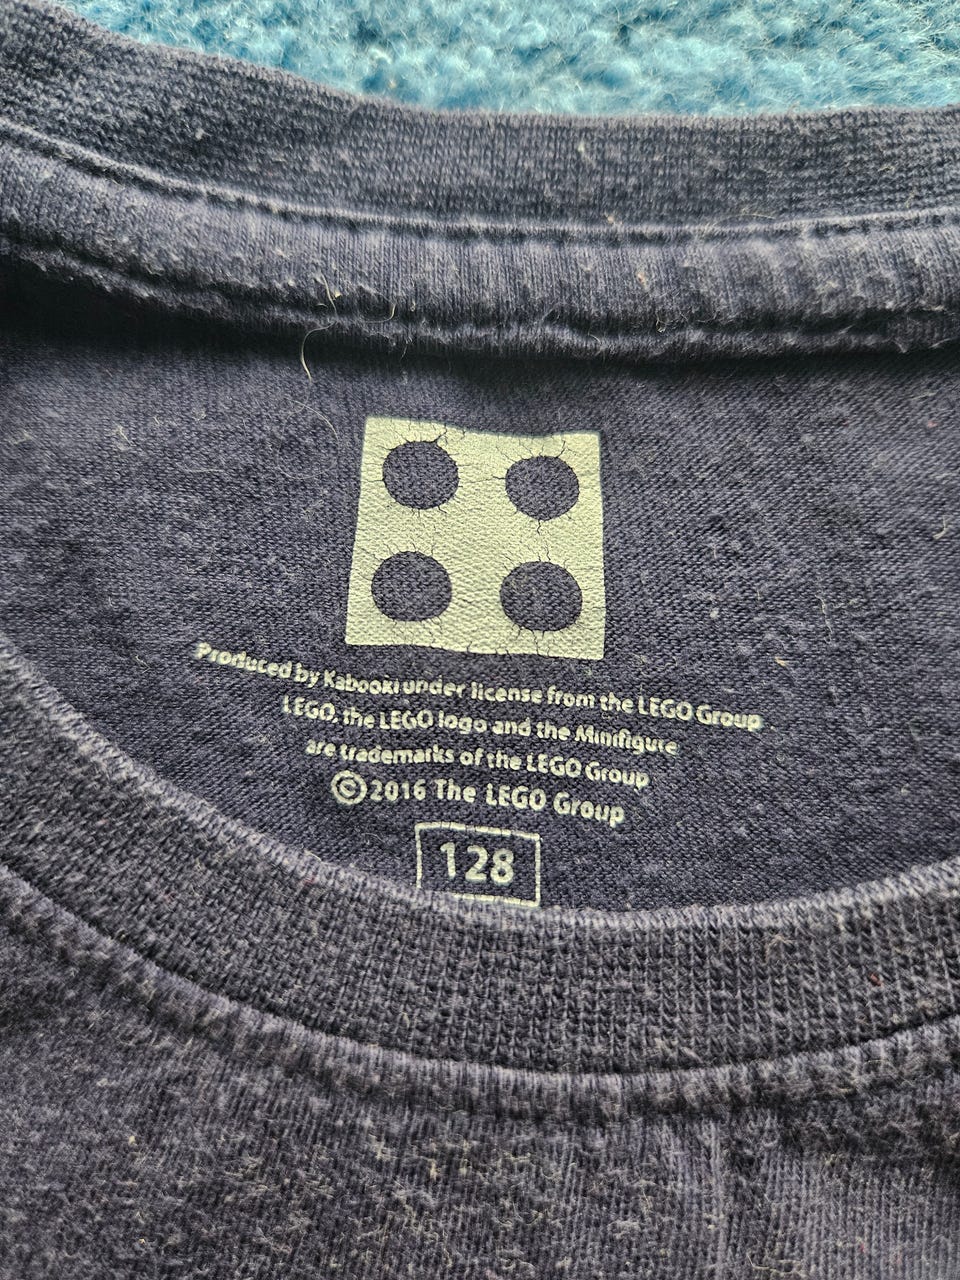 Produced by Kabooki under license from the LEGO Group
LEGO, the LEGO logo and the Minifigure
are trademarks of the LEGO Group
©2016 The LEGO Group
128